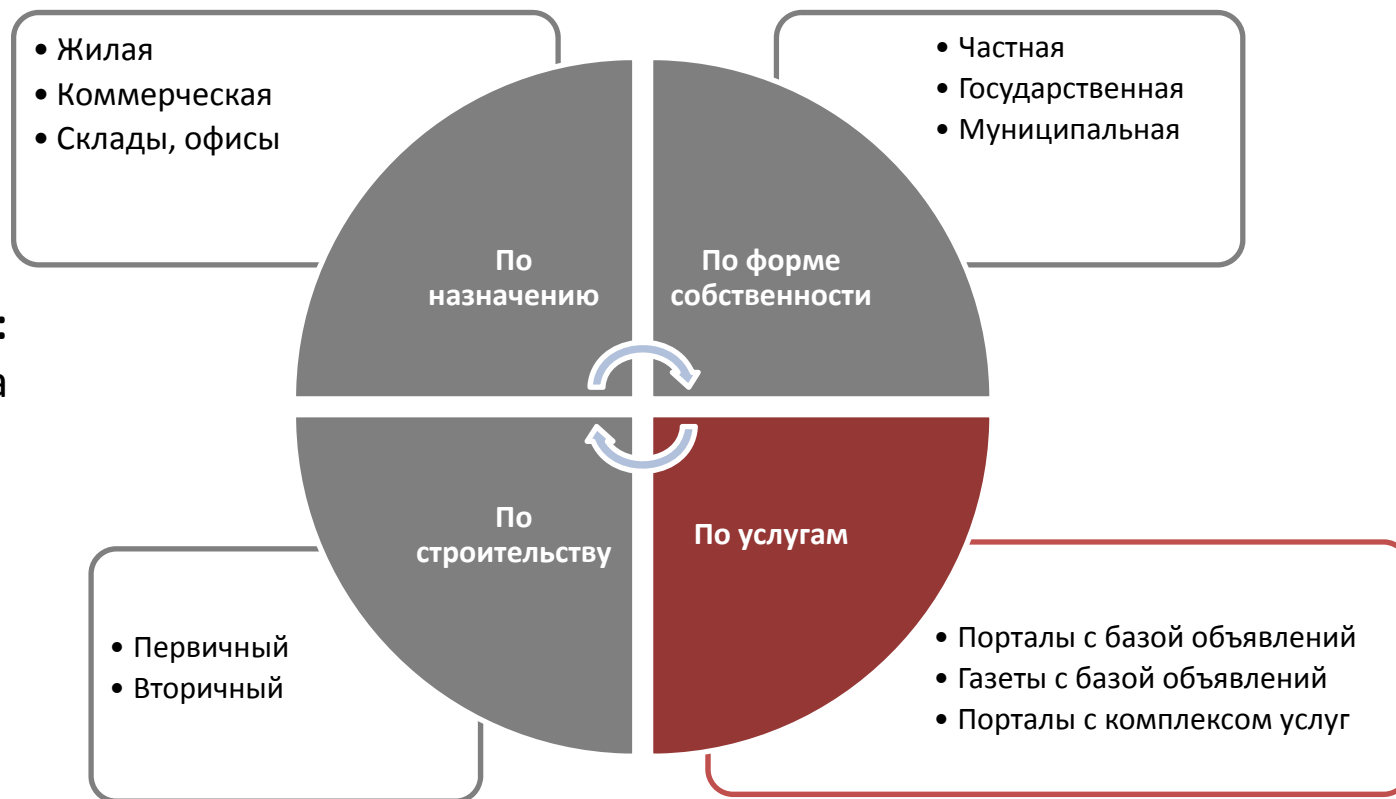 • Жилая
• Коммерческая
• Склады, офисы
• Частная
• Государственная
• Муниципальная
По
назначению
По форме
собственности
:
а
По
строительству
По услугам
• Первичный
• Вторичный
• Порталы с базой объявлений
• Газеты с базой объявлений
• Порталы с комплексом услуг